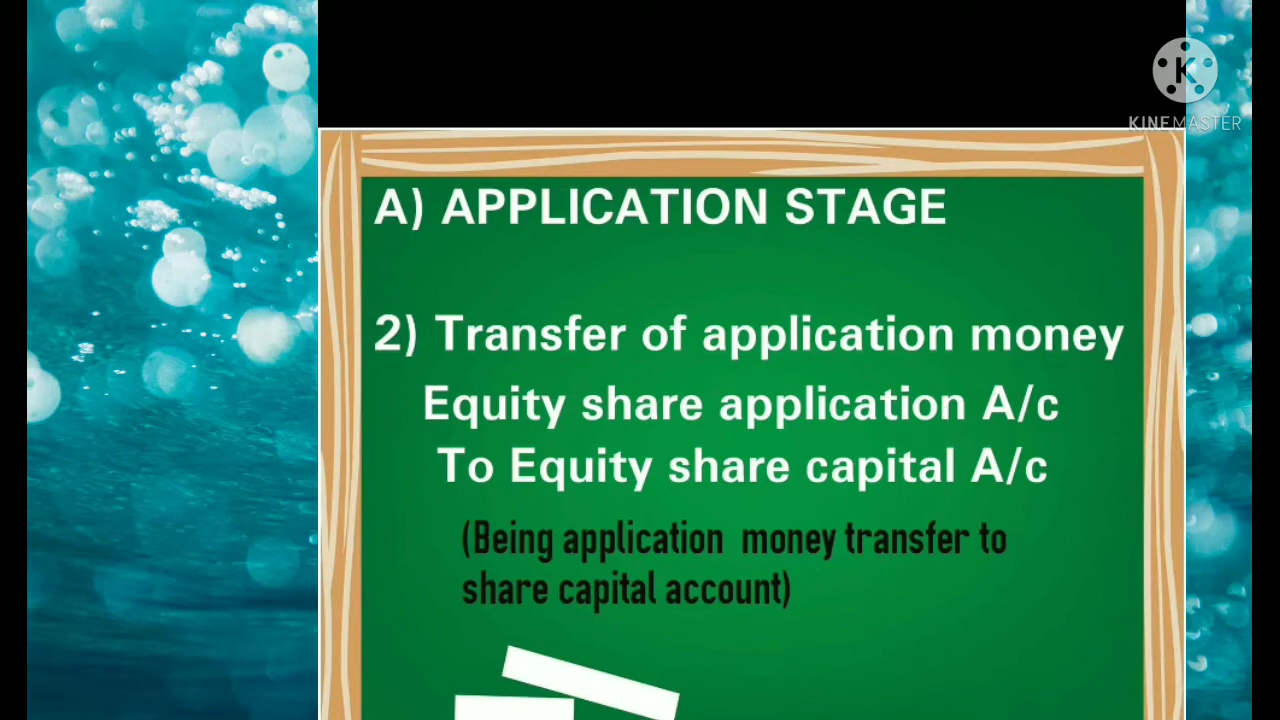 KINEMASTER
A) APPLICATION STAGE
2) Transfer of application money
Equity share application A/c
To Equity share capital A/c
(Being application money transfer to
share capital account)